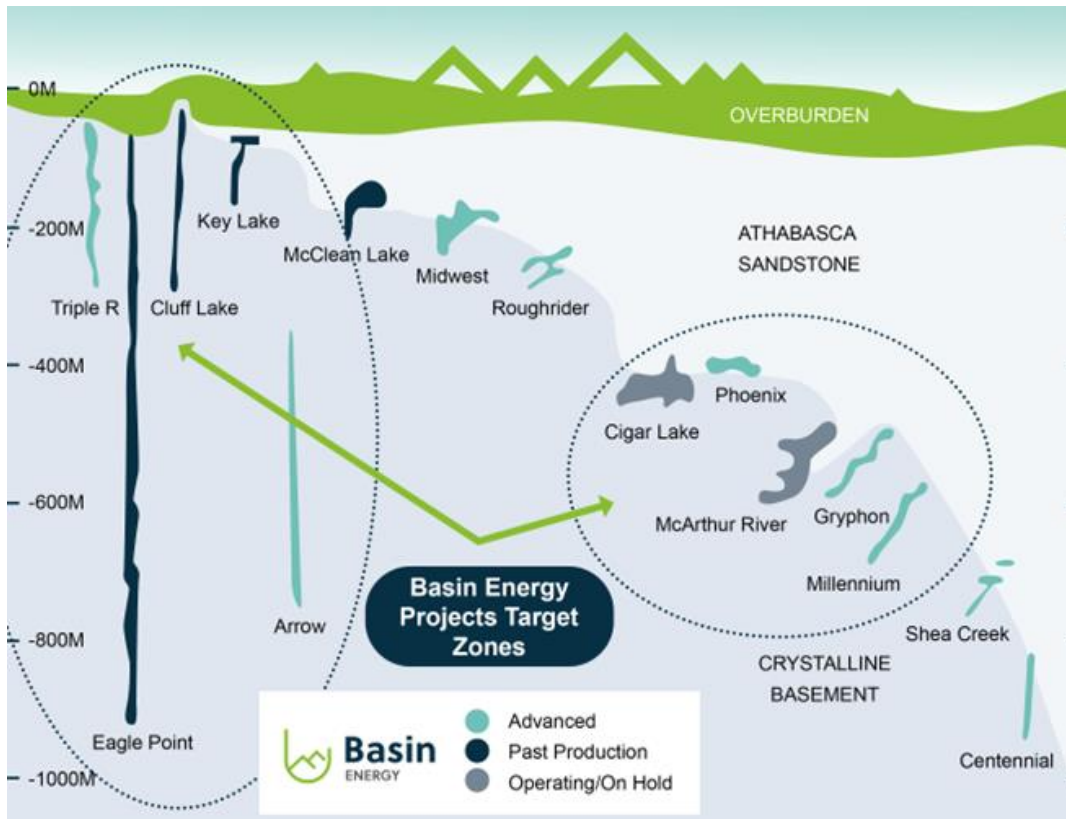 0M
OVERBURDEN
Key Lake
-200M
McClean Lake
ATHABASCA
SANDSTONE
Midwest
Triple R
Cluff Lake
Roughrider
-400M
Phoenix
Cigar Lake
-600M
McArthur River
Gryphon
Basin Energy
Projects Target
Zones
Millennium
Arrow
-800M
Shea Creek
CRYSTALLINE
BASEMENT
Eagle Point
Basin
ENERGY
Advanced
Past Production
Operating/On Hold
Centennial
-1000M